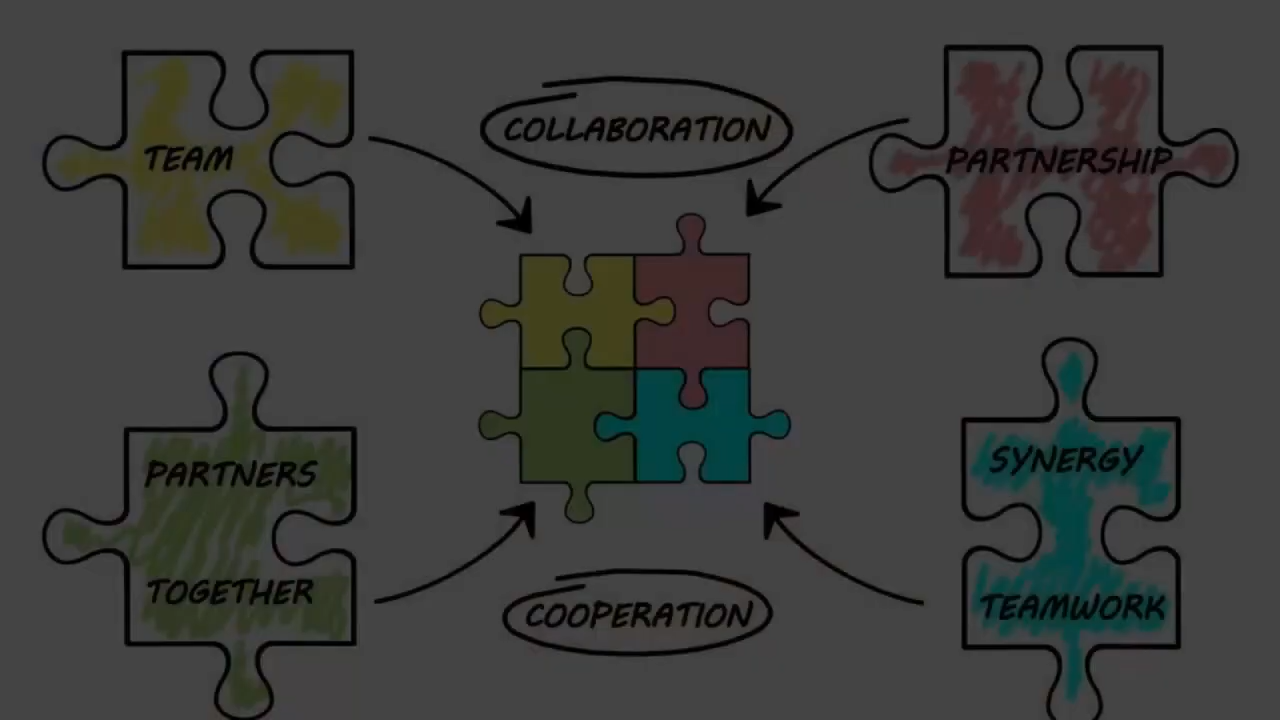 COLLABORATION
TEAM
PARTNERSHIP
PARTNERS
TOGETHER
SYNERGY
TEAMWORK
COOPERATION